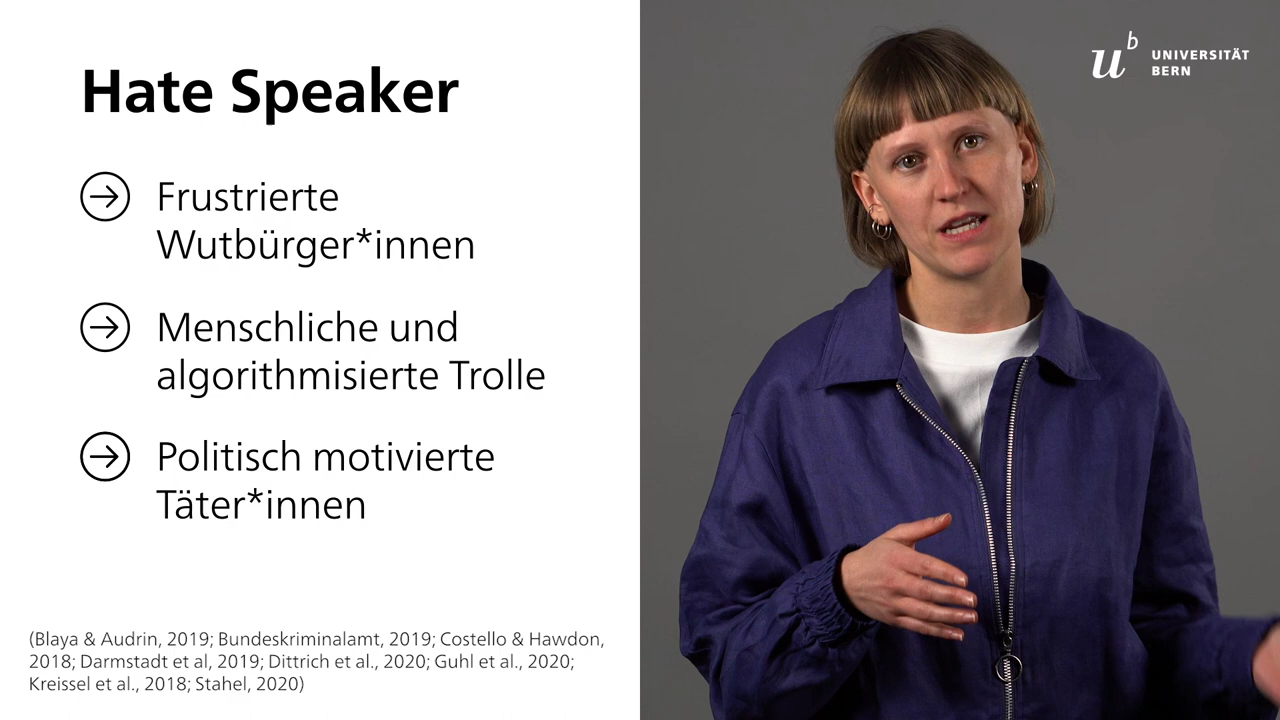 Hate Speaker
Frustrierte
Wutbürger*innen
Menschliche und
algorithmisierte Trolle
Politisch motivierte
Täter*innen
(Blaya & Audrin, 2019; Bundeskriminalamt, 2019; Costello & Hawdon,
2018; Darmstadt et al, 2019; Dittrich et al., 2020; Guhl et al., 2020;
Kreissel et al., 2018; Stahel, 2020)
u b
UNIVERSITÄT
BERN